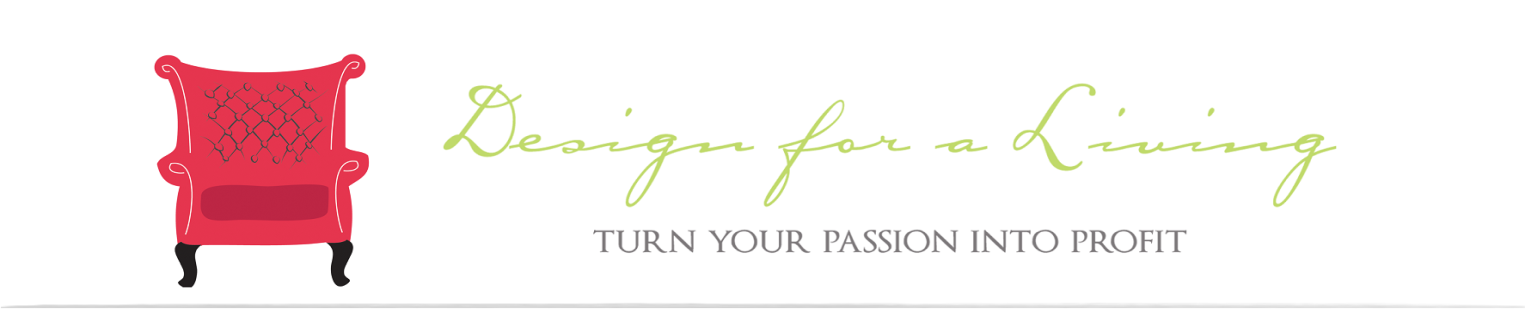 Design for a Living
TURN YOUR PASSION INTO PROFIT